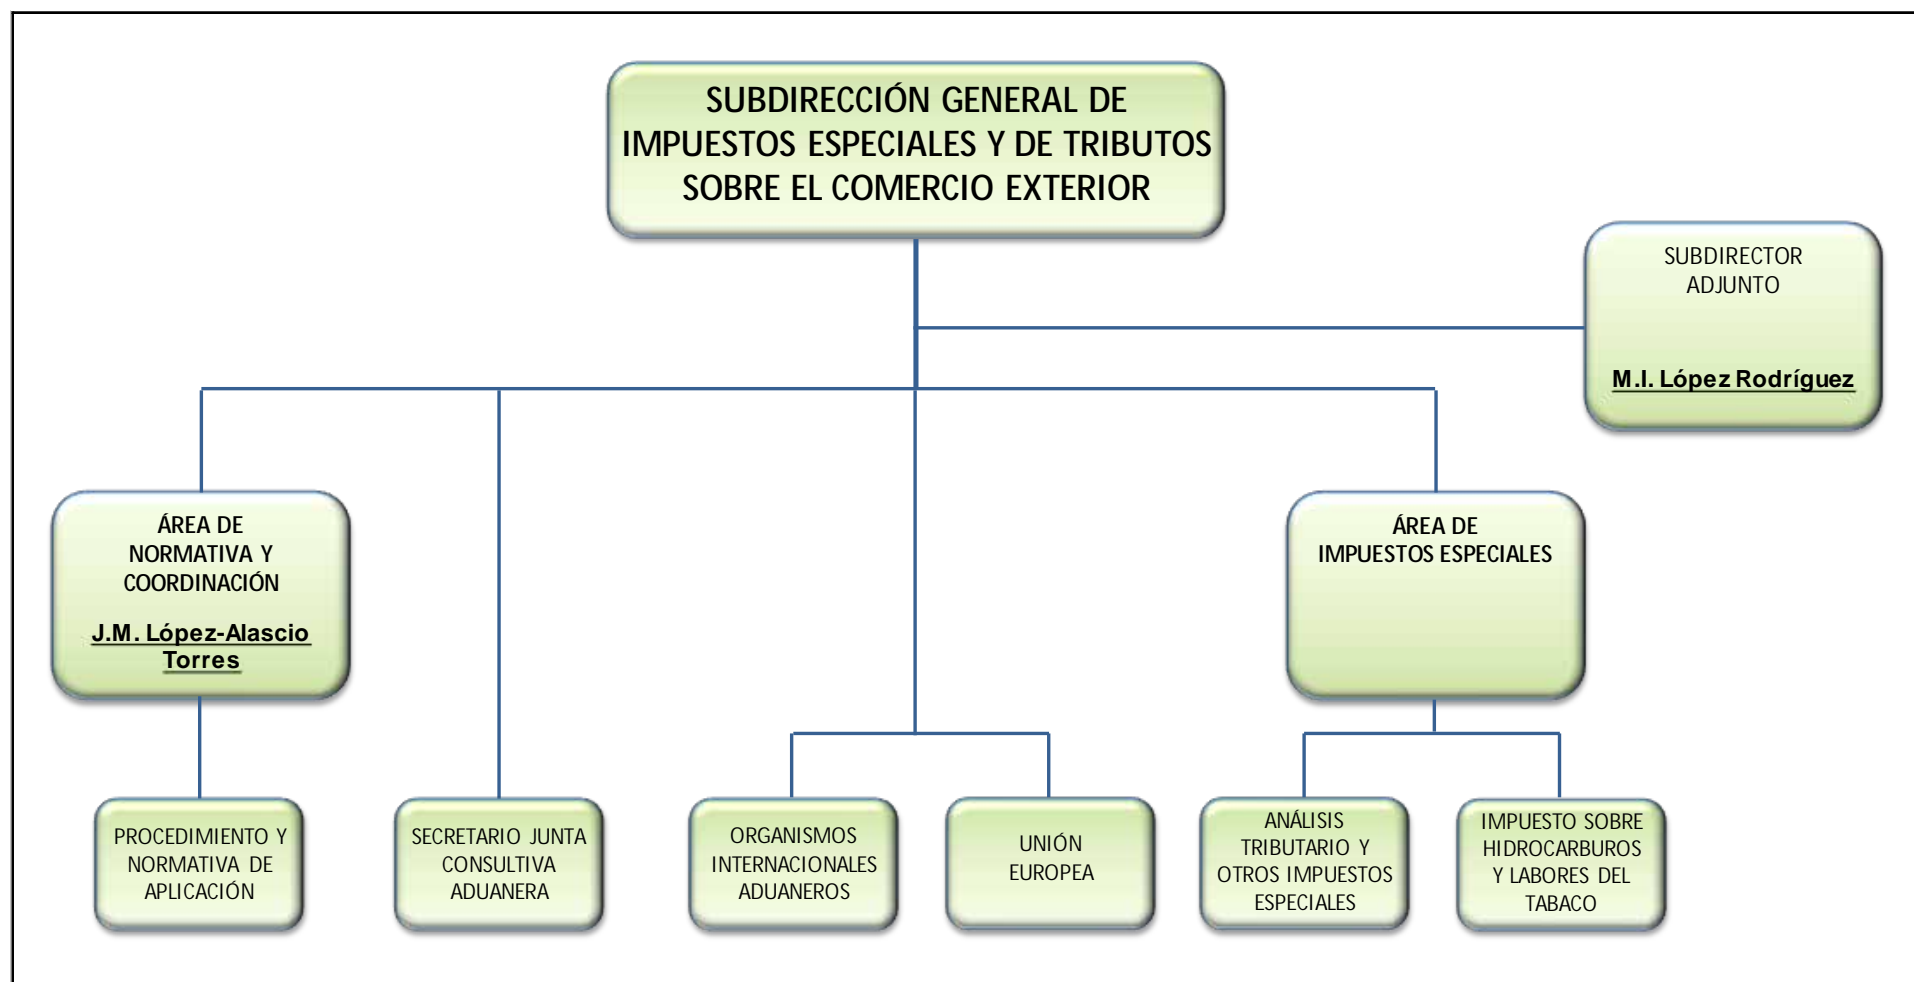 SUBDIRECCIÓN GENERAL DE
IMPUESTOS ESPECIALES Y DE TRIBUTOS
SOBRE EL COMERCIO EXTERIOR
SUBDIRECTOR
ADJUNTO
M.I. López Rodríguez
ÁREA DE
NORMATIVA Y
COORDINACIÓN
J.M. López-Alascio
Torres
ÁREA DE
IMPUESTOS ESPECIALES
PROCEDIMIENTO Y
NORMATIVA DE
APLICACIÓN
SECRETARIO JUNTA
CONSULTIVA
ADUANERA
ORGANISMOS
INTERNACIONALES
ADUANEROS
UNIÓN
EUROPEA
ANÁLISIS
TRIBUTARIO Y
OTROS IMPUESTOS
ESPECIALES
IMPUESTO SOBRE
HIDROCARBUROS
Y LABORES DEL
TABACO